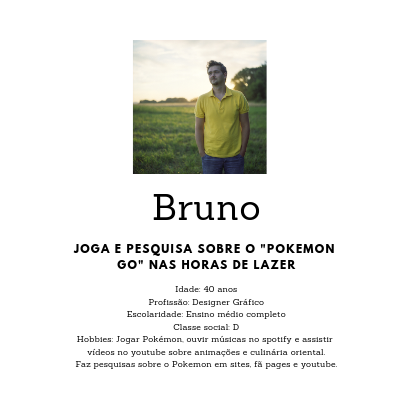 Bruno
JOGA E PESQUISA SOBRE O "POKEMON
GO" NAS HORAS DE LAZER
Idade: 40 anos
Profissão: Designer Gráfico
Escolaridade: Ensino médio completo
Classe social: D
Hobbies: Jogar Pokémon, ouvir músicas no spotify e assistir
vídeos no youtube sobre animações e culinária oriental.
Faz pesquisas sobre o Pokemon em sites, fã pages e youtube.